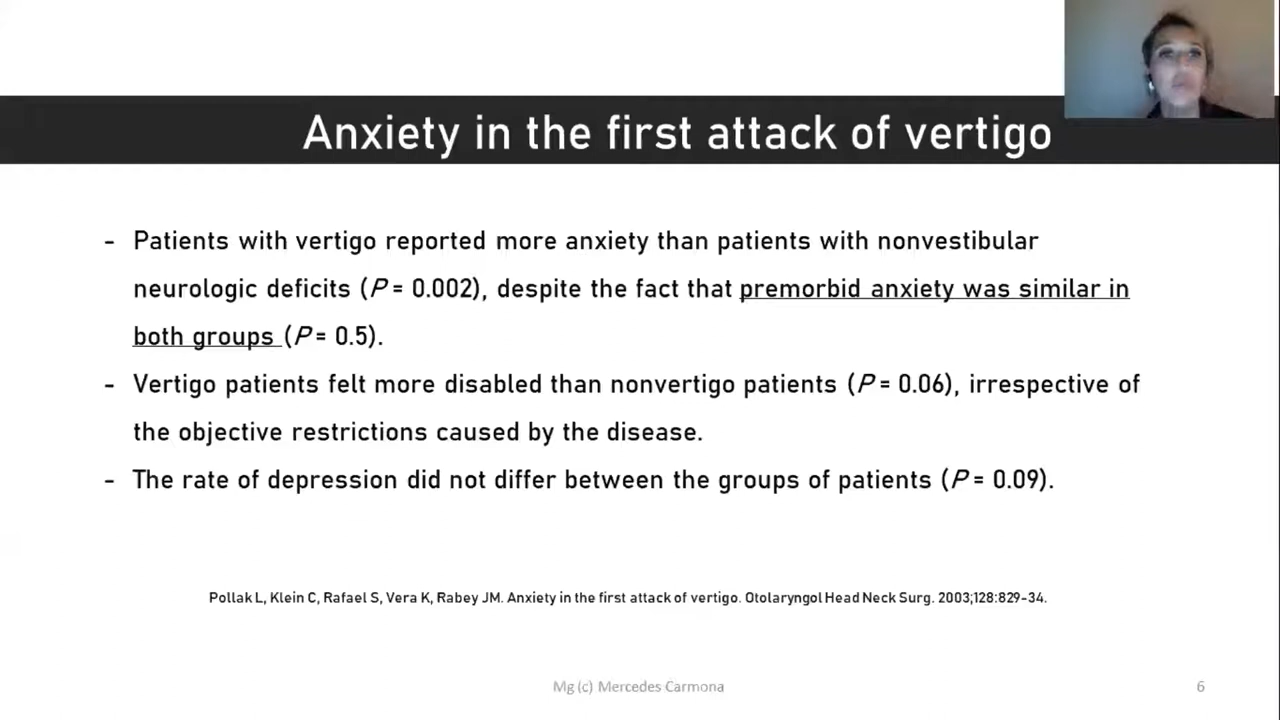 Anxiety in the first attack of vertigo
- Patients with vertigo reported more anxiety than patients with nonvestibular
neurologic deficits (P = 0.002), despite the fact that premorbid anxiety was similar in
both groups (P = 0.5).
- Vertigo patients felt more disabled than nonvertigo patients (P = 0.06), irrespective of
the objective restrictions caused by the disease.
- The rate of depression did not differ between the groups of patients (P = 0.09).
Pollak L, Klein C, Rafael S, Vera K, Rabey JM. Anxiety in the first attack of vertigo. Otolaryngol Head Neck Surg. 2003;128:829-34.
Mg (c) Mercedes Carmona
6